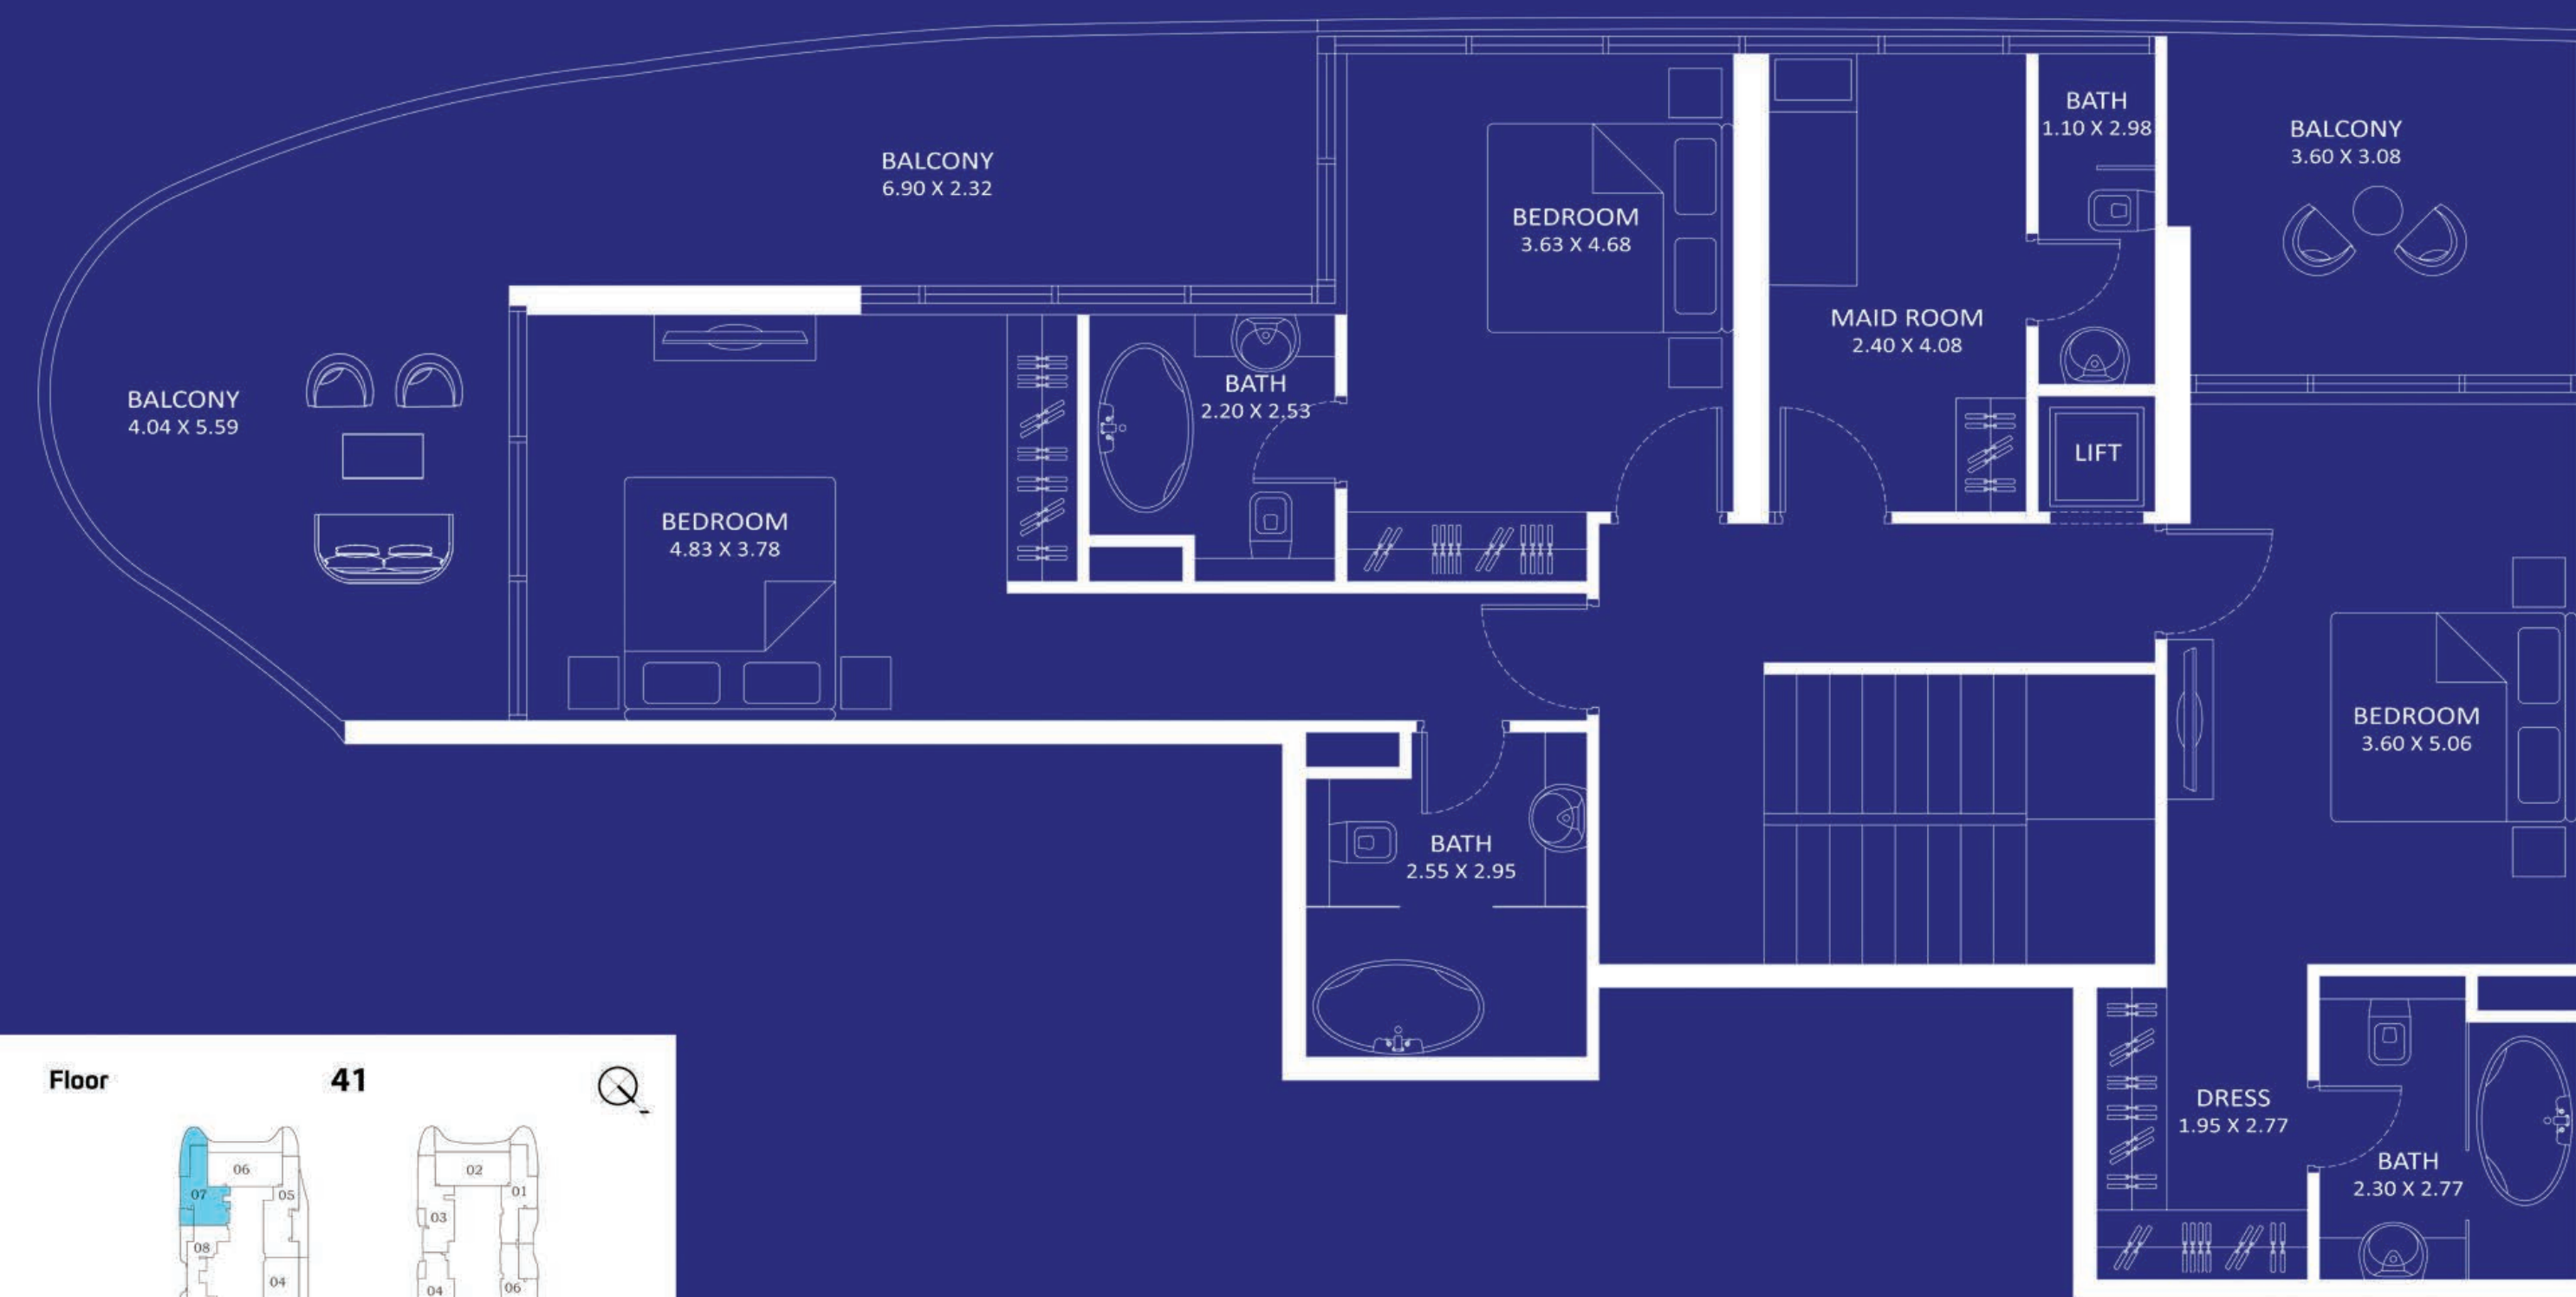 BATH
1.10 X 2.98
BALCONY
3.60 X 3.08
BALCONY
6.90 X 2.32
BEDROOM
3.63 X 4.68
MAID ROOM
2.40 X 4.08
BATH
2.20 X 2.53
BALCONY
4.04 X 5.59
LIFT
BEDROOM
4.83 X 3.78
BEDROOM
3.60 X 5.06
BATH
2.55 X 2.95
DRESS
1.95 X 2.77
BATH
2.30 X 2.77
Floor 41
06
07
05
08
04
02
01
03
04
06